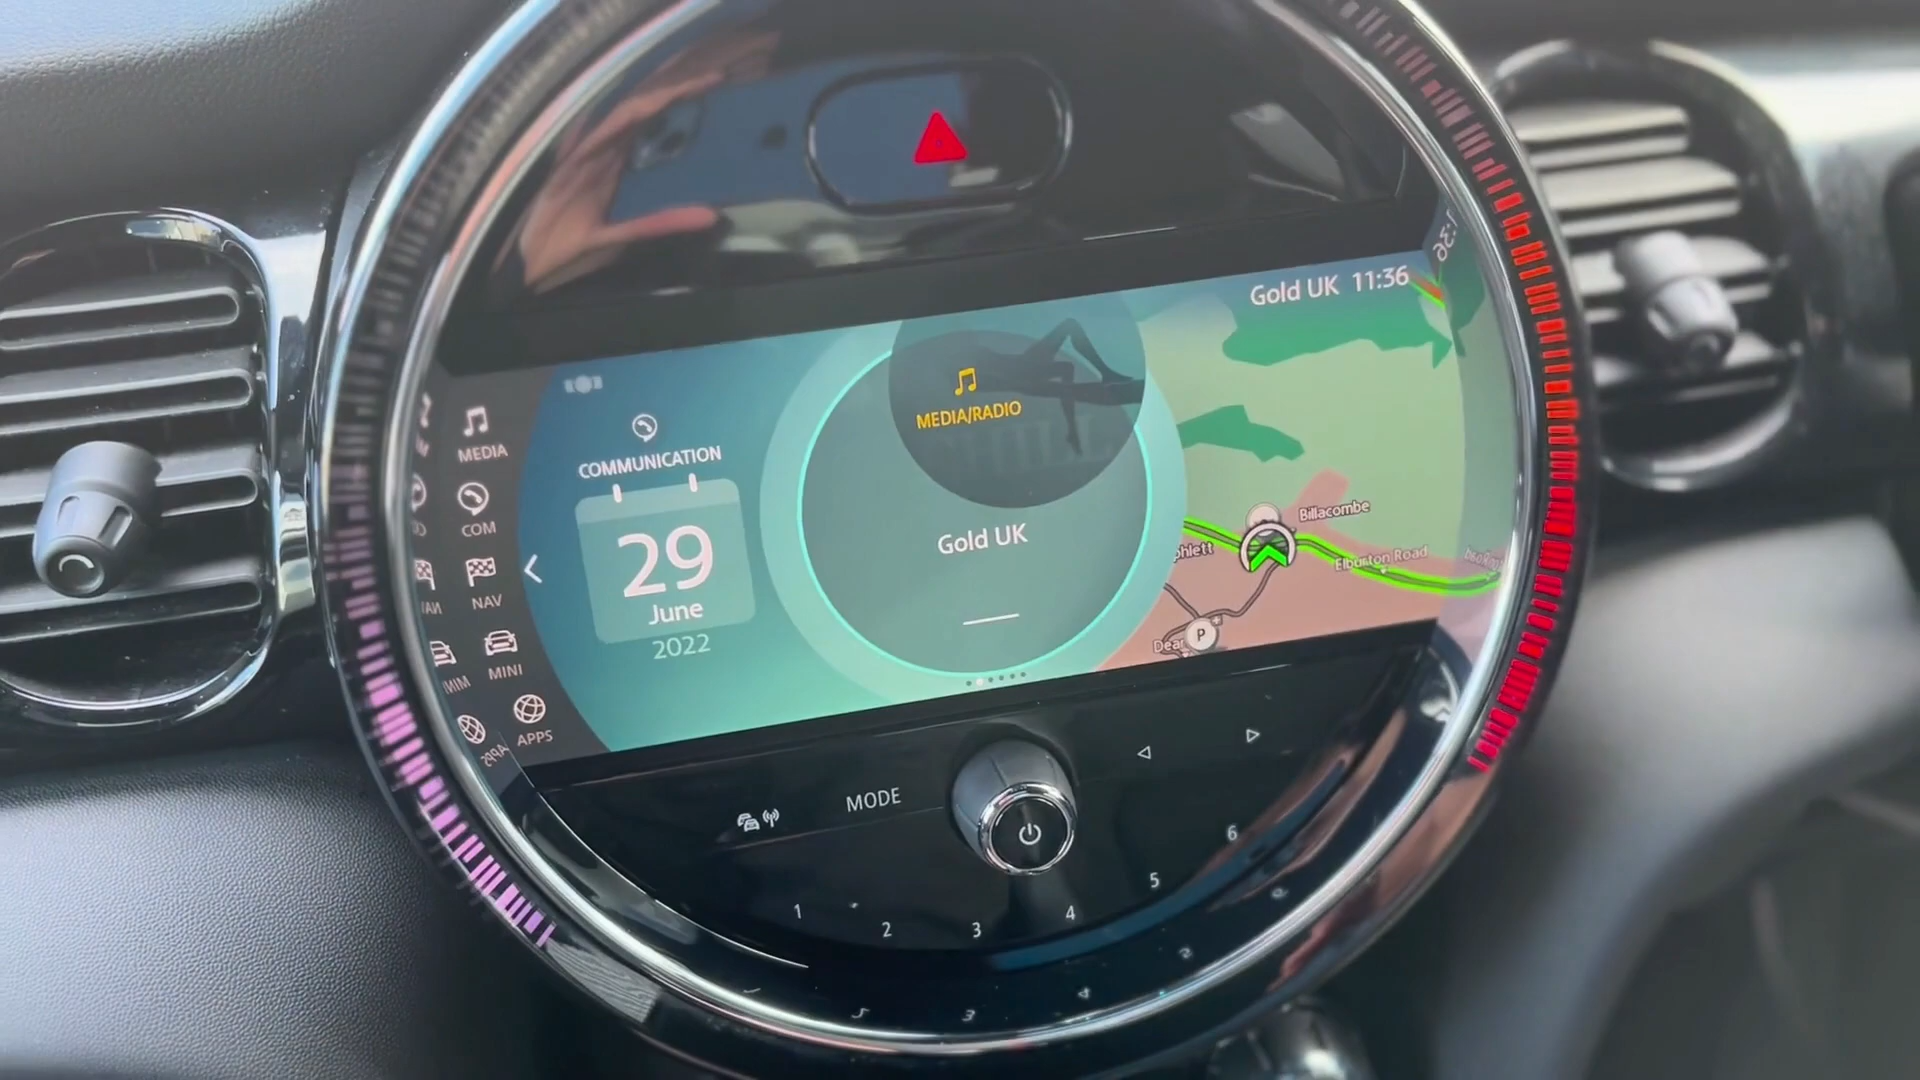 Gold UK 11:36
MEDIA
COM
NAV
MINI
APPS
COMMUNICATION
29
June
2022
MEDIA/RADIO
Gold UK
Billacombe
Elburton Road
P
MODE
1
2
3
4
5
6